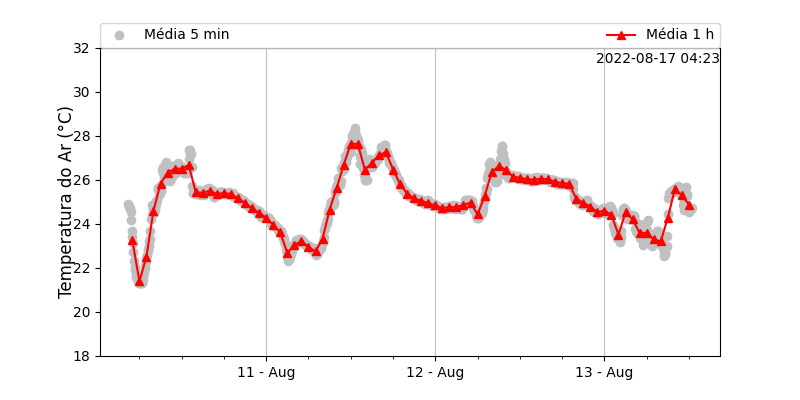 Média 5 min
Média 1 h
2022-08-17 04:23
Temperatura do Ar (°C)
32
30
28
26
24
22
20
18
11 - Aug
12 - Aug
13 - Aug